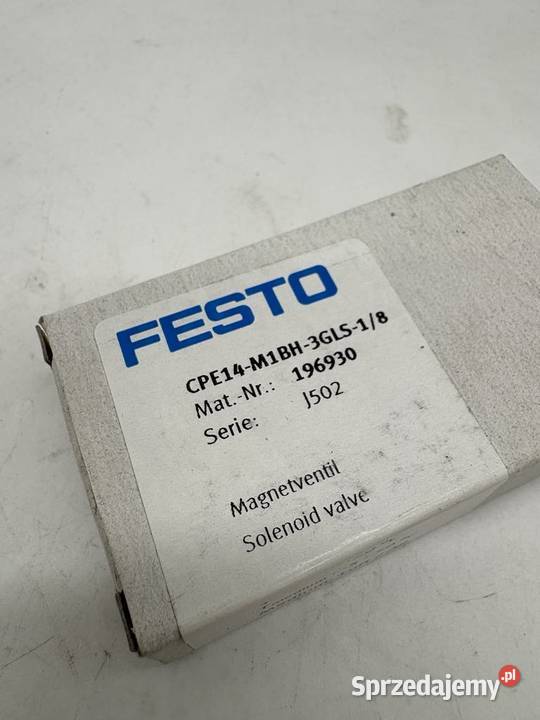 FESTO
CPE14-M1BH-3GLS-1/8
Mat.-Nr.: 196930
Serie: J502
Magnetventil
Solenoid valve
Sprzedajemy.pl